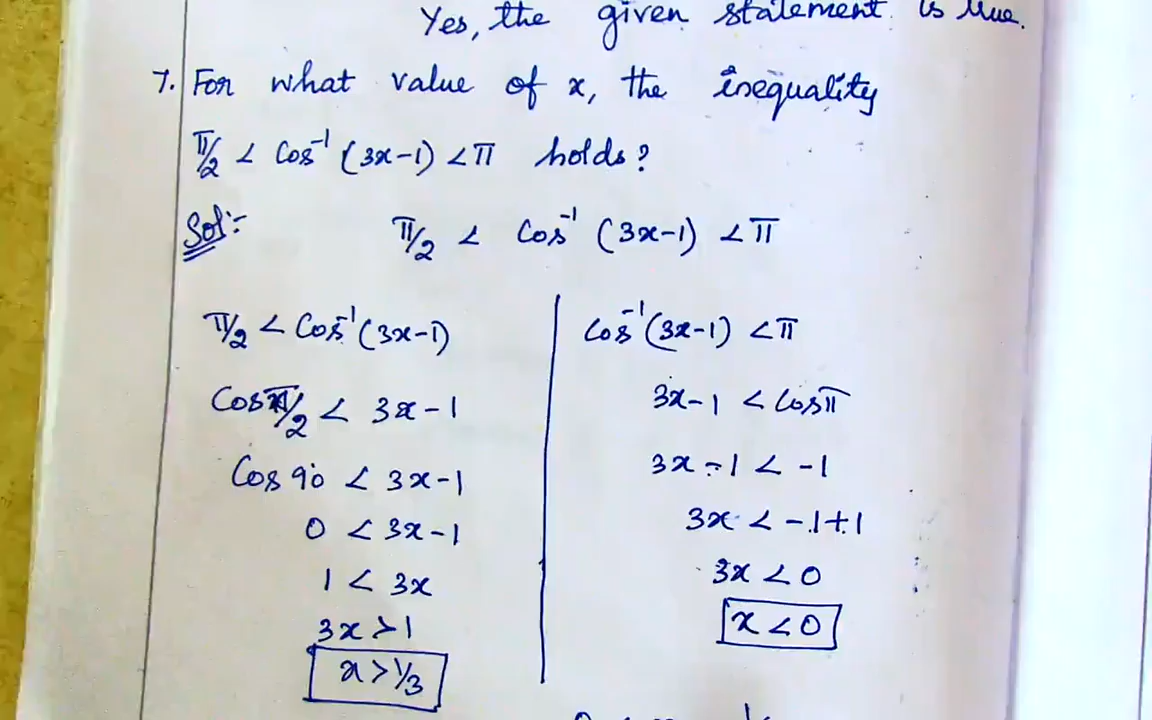 Yes, the given statement is true.
7. For what value of x, the inequality
π/2 < Cos⁻¹ (3x-1) < π holds?
Sol:-
π/2 < Cos⁻¹ (3x-1) < π
π/2 < Cos⁻¹ (3x-1)
Cos π/2 < 3x-1
Cos 90 < 3x-1
0 < 3x-1
1 < 3x
3x > 1
x > 1/3
Cos⁻¹ (3x-1) < π
3x-1 < Cos π
3x-1 < -1
3x < -1+1
3x < 0
x < 0